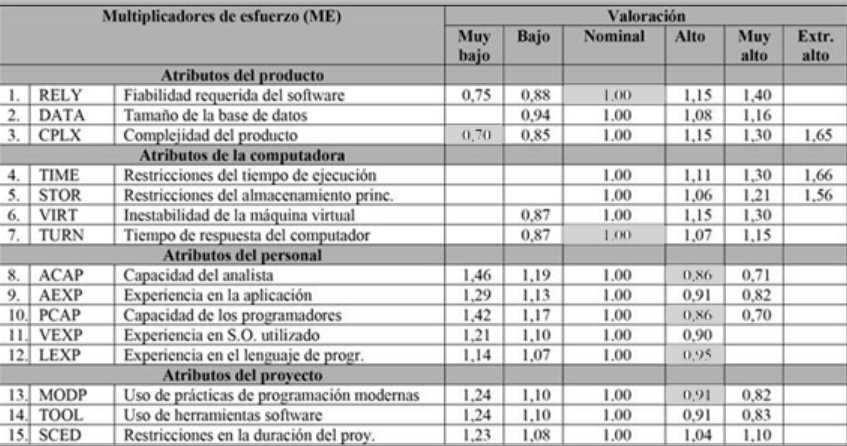 Multiplicadores de esfuerzo (ME) Valoración
Muy bajo Bajo Nominal Alto Muy alto Extr. alto
Atributos del producto
1. RELY Fiabilidad requerida del software 0,75 0,88 1.00 1,15 1,40
2. DATA Tamaño de la base de datos 0,94 1.00 1,08 1,16
3. CPLX Complejidad del producto 0,70 0,85 1.00 1,15 1,30 1,65
Atributos de la computadora
4. TIME Restricciones del tiempo de ejecución 1.00 1,11 1,30 1,66
5. STOR Restricciones del almacenamiento princ. 1.00 1,06 1,21 1,56
6. VIRT Inestabilidad de la máquina virtual 0,87 1.00 1,15 1,30
7. TURN Tiempo de respuesta del computador 0,87 1.00 1,07 1,15
Atributos del personal
8. ACAP Capacidad del analista 1,46 1,19 1.00 0,86 0,71
9. AEXP Experiencia en la aplicación 1,29 1,13 1.00 0,91 0,82
10. PCAP Capacidad de los programadores 1,42 1,17 1.00 0,86 0,70
11. VEXP Experiencia en S.O. utilizado 1,21 1,10 1.00 0,90
12. LEXP Experiencia en el lenguaje de progr. 1,14 1,07 1.00 0,95
Atributos del proyecto
13. MODP Uso de prácticas de programación modernas 1,24 1,10 1.00 0,91 0,82
14. TOOL Uso de herramientas software 1,24 1,10 1.00 0,91 0,83
15. SCED Restricciones en la duración del proy. 1,23 1,08 1.00 1,04 1,10